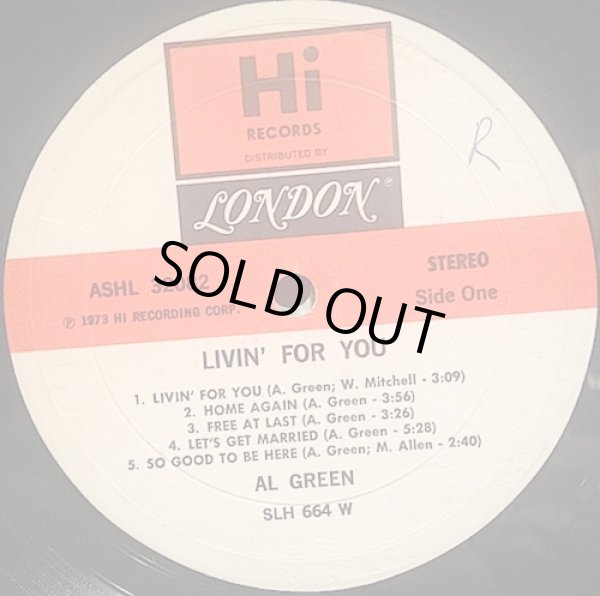 Hi
RECORDS
DISTRIBUTED BY
LONDON ®
R
ASHL
STEREO
Side One
℗ 1973 HI RECORDING CORP.
SOLD OUT
LIVIN' FOR YOU
1. LIVIN' FOR YOU (A. Green; W. Mitchell - 3:09)
2. HOME AGAIN (A. Green - 3:56)
3. FREE AT LAST (A. Green - 3:26)
4. LET'S GET MARRIED (A. Green - 5:28)
5. SO GOOD TO BE HERE (A. Green; M. Allen - 2:40)
AL GREEN
SLH 664 W